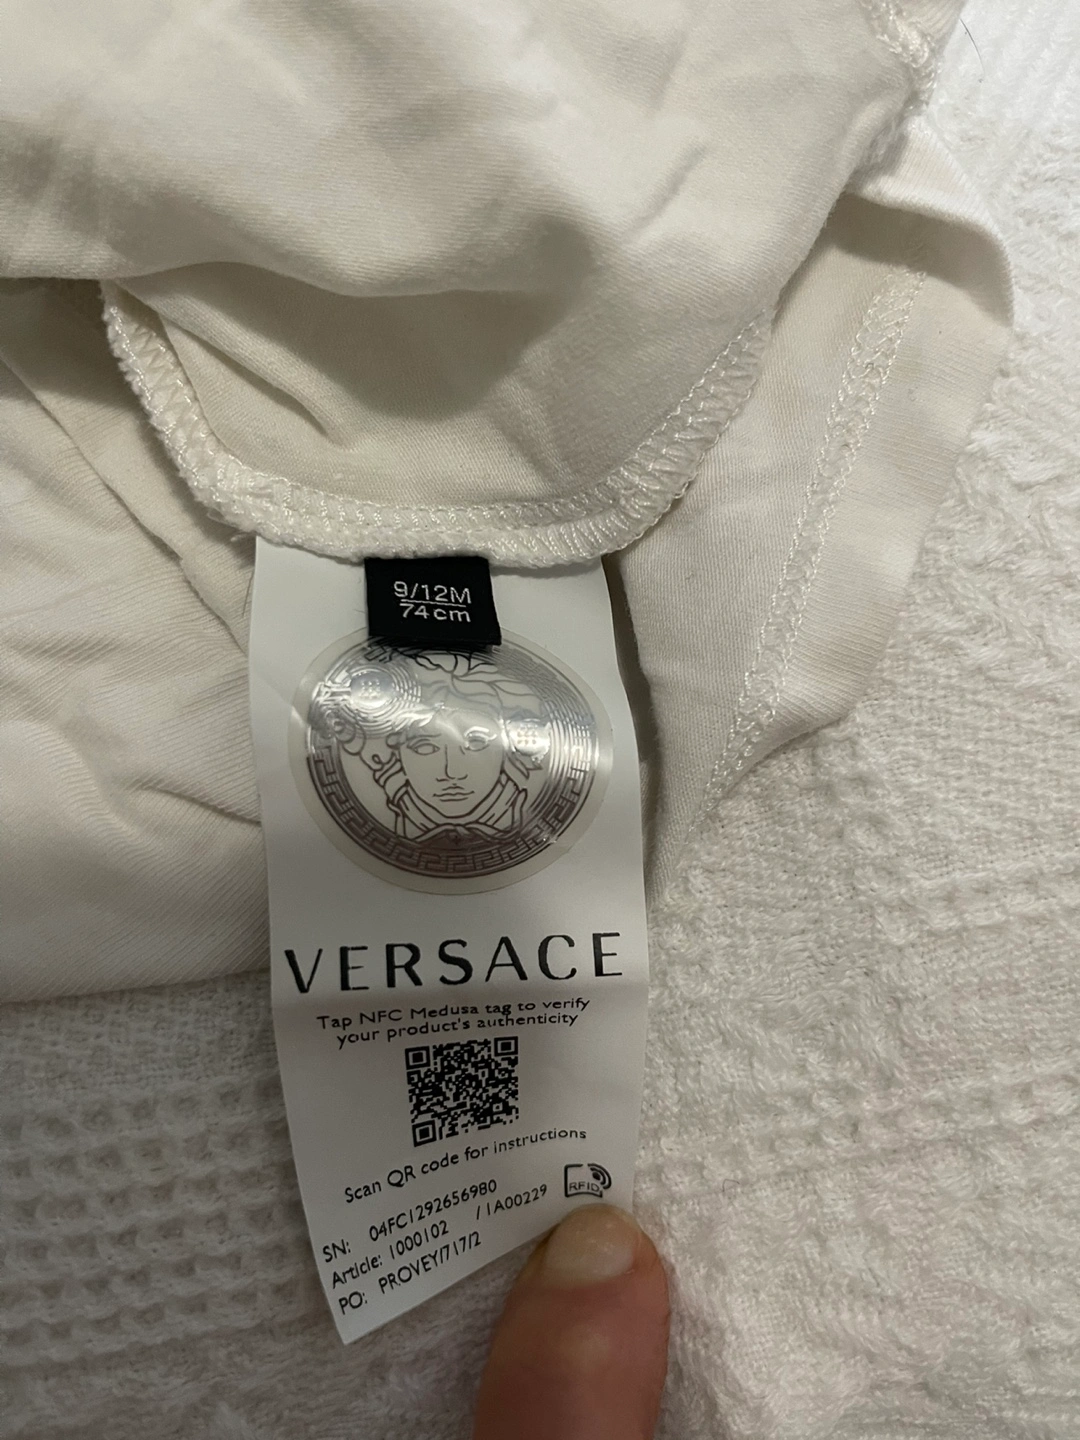 9/12M
74cm
VERSACE
Tap NFC Medusa tag to verify
your product's authenticity
Scan QR code for instructions
RFID
SN: 04FC1292656980
Article: 1000102 /1A00229
PO: PROVEY/717/2